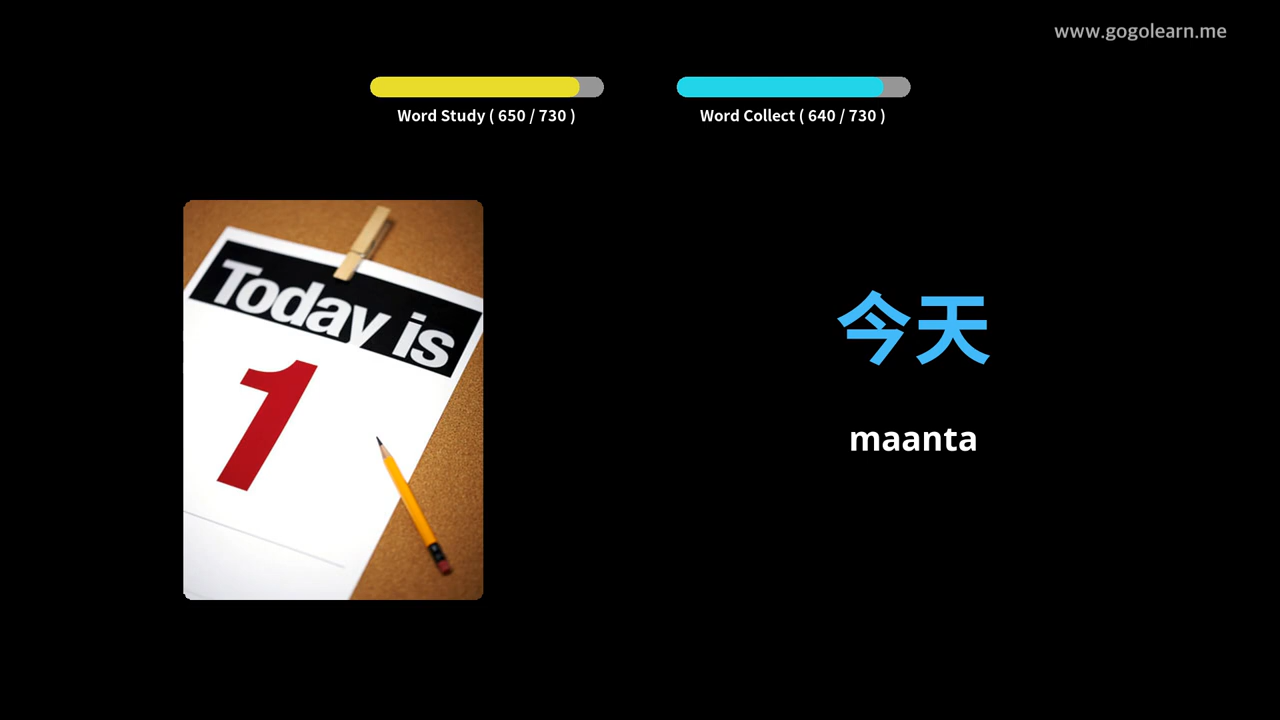 www.gogolearn.me
Word Study ( 650 / 730 )
Word Collect ( 640 / 730 )
Today is
1
今天
maanta